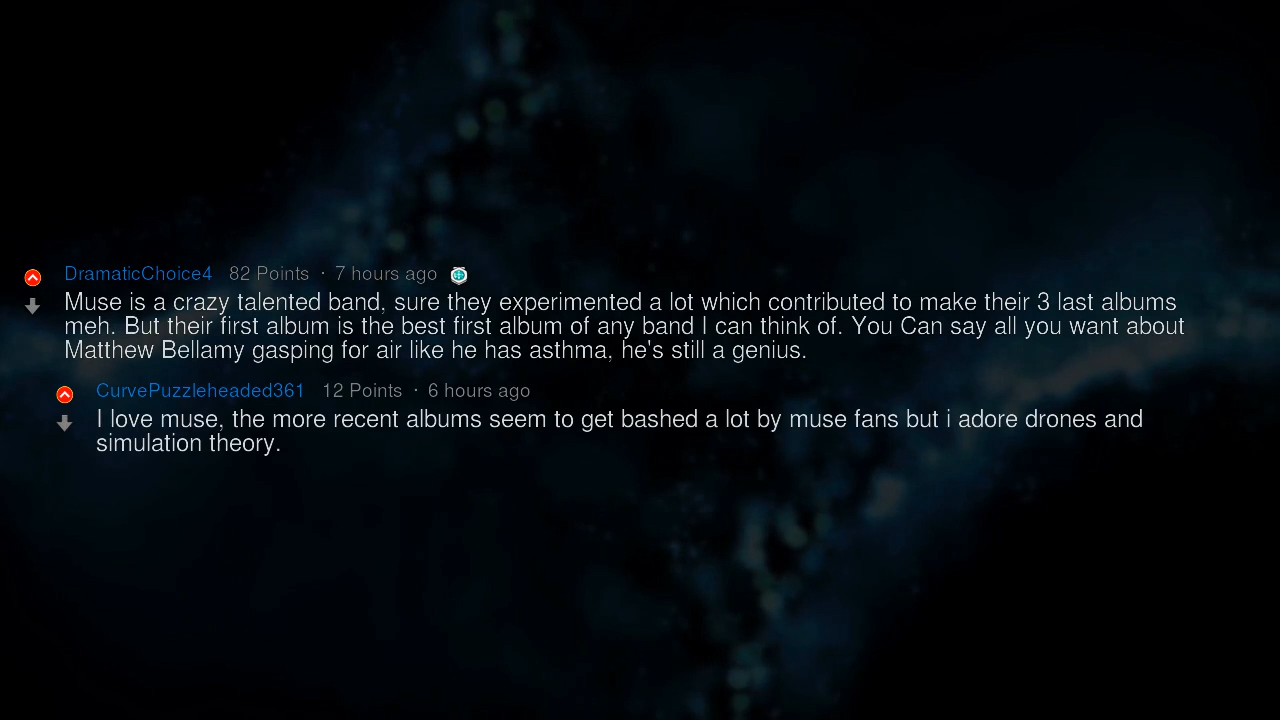 DramaticChoice4 82 Points · 7 hours ago
Muse is a crazy talented band, sure they experimented a lot which contributed to make their 3 last albums
meh. But their first album is the best first album of any band I can think of. You Can say all you want about
Matthew Bellamy gasping for air like he has asthma, he's still a genius.
CurvePuzzleheaded361 12 Points · 6 hours ago
I love muse, the more recent albums seem to get bashed a lot by muse fans but i adore drones and
simulation theory.